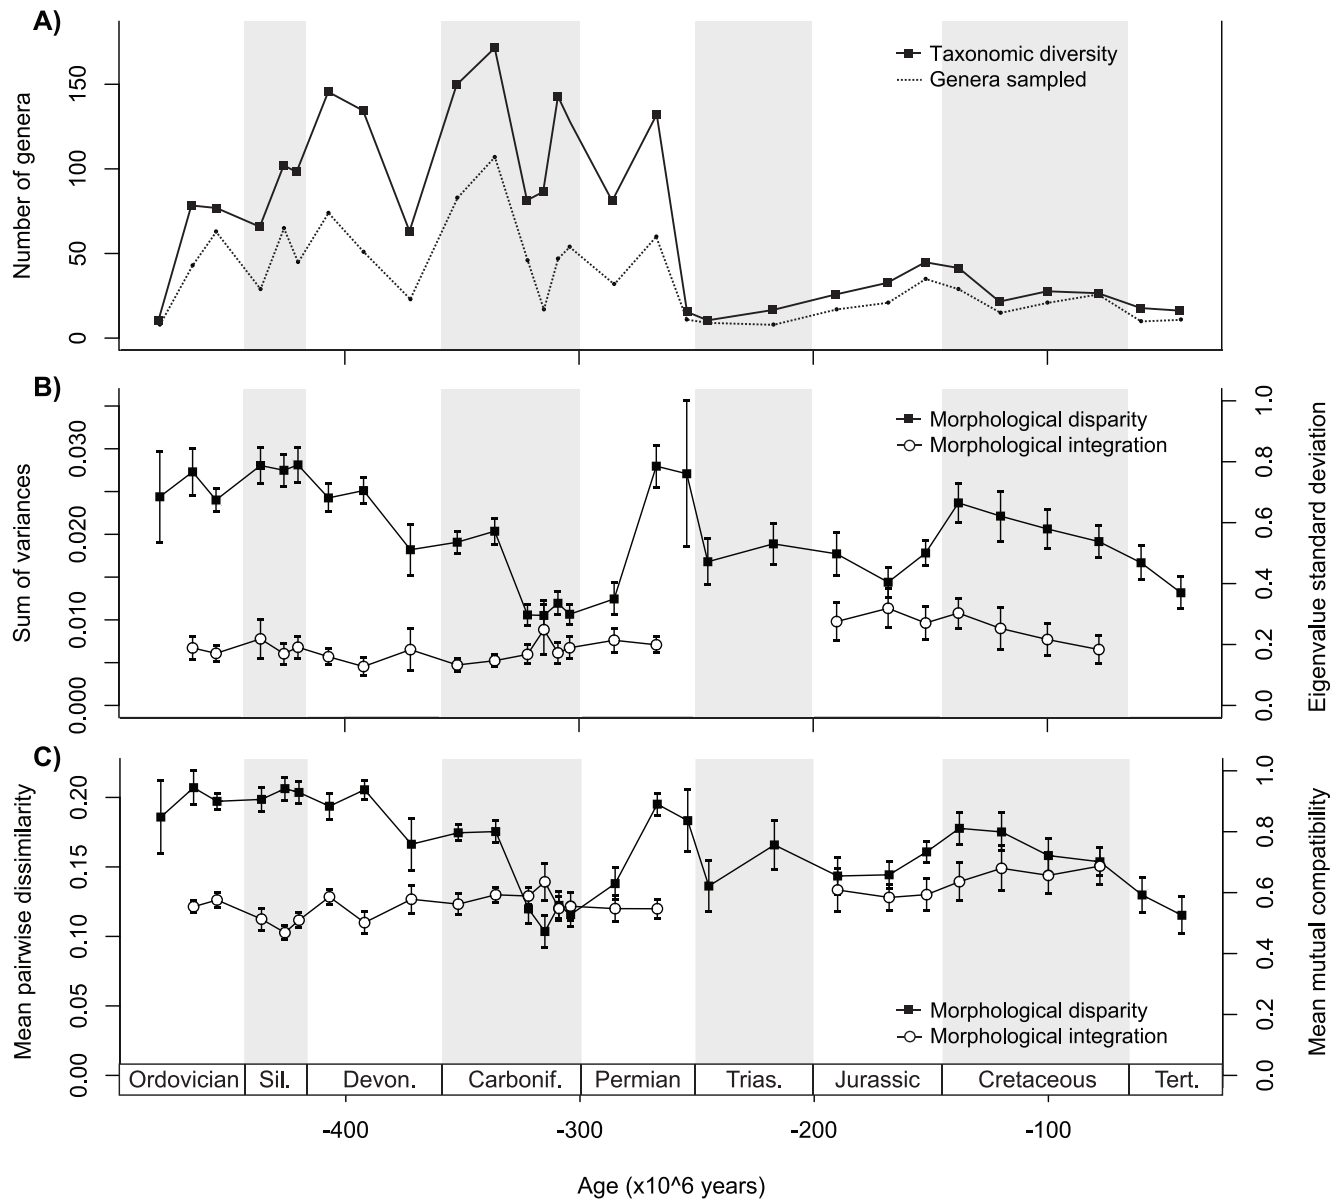 A)
Number of genera
150
100
50
0
Taxonomic diversity
Genera sampled
B)
Sum of variances
0.030
0.020
0.010
0.000
Morphological disparity
Morphological integration
1.0
0.8
0.6
0.4
0.2
0.0
Eigenvalue standard deviation
C)
Mean pairwise dissimilarity
0.20
0.15
0.10
0.05
0.00
Morphological disparity
Morphological integration
1.0
0.8
0.6
0.4
0.2
0.0
Mean mutual compatibility
Ordovician Sil. Devon. Carbonif. Permian Trias. Jurassic Cretaceous Tert.
-400 -300 -200 -100
Age (x10^6 years)